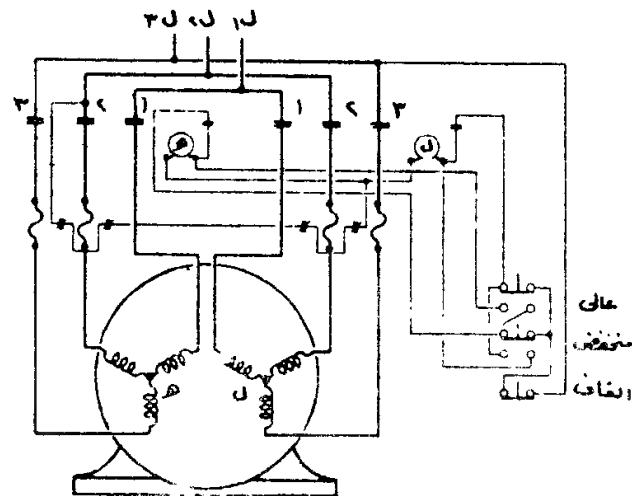 ل١ ل٢ ل٣
٣ ٢ ١ ١ ٢ ٣
ه ل
عالى
منخفض
ايقاف
ه ل